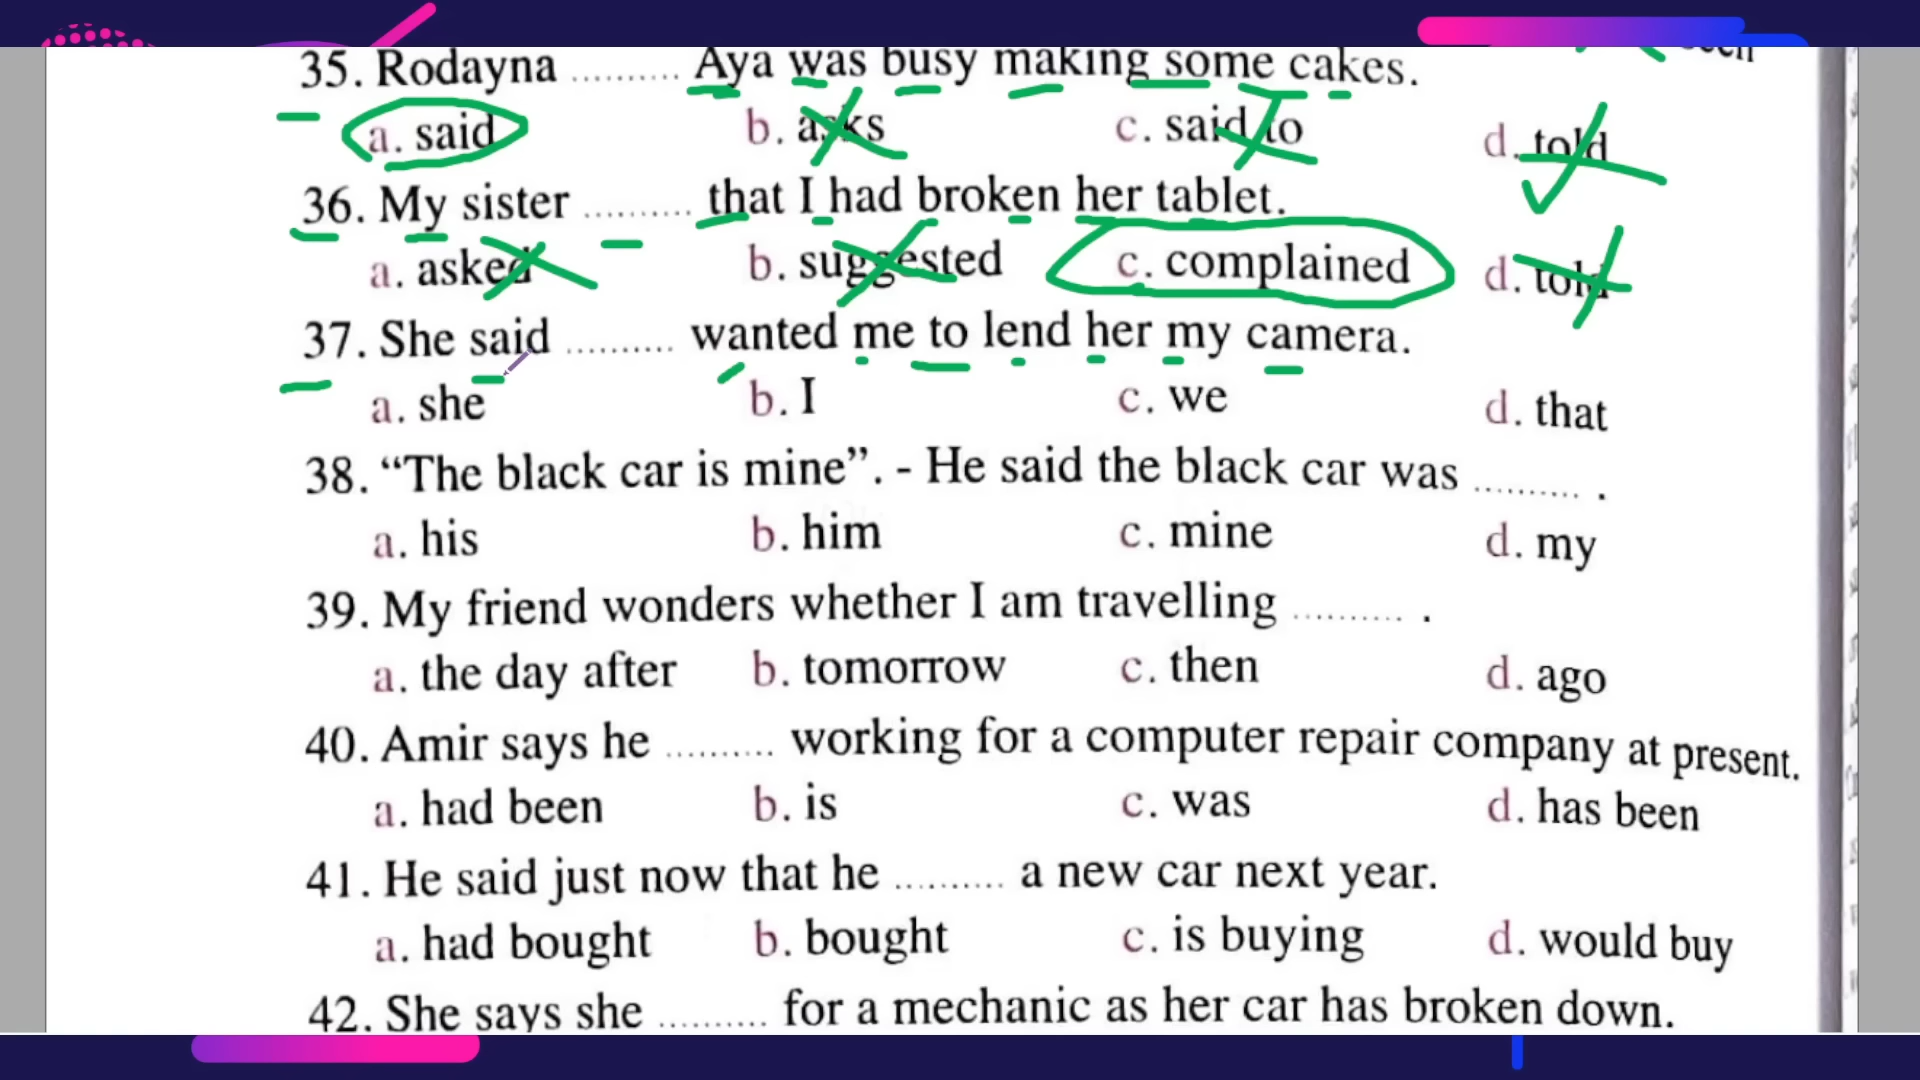 35. Rodayna .......... Aya was busy making some cakes.
a. said b. asks c. said to d. told
36. My sister .......... that I had broken her tablet.
a. asked b. suggested c. complained d. told
37. She said .......... wanted me to lend her my camera.
a. she b. I c. we d. that
38. “The black car is mine”. - He said the black car was .......... .
a. his b. him c. mine d. my
39. My friend wonders whether I am travelling .......... .
a. the day after b. tomorrow c. then d. ago
40. Amir says he .......... working for a computer repair company at present.
a. had been b. is c. was d. has been
41. He said just now that he .......... a new car next year.
a. had bought b. bought c. is buying d. would buy
42. She says she .......... for a mechanic as her car has broken down.